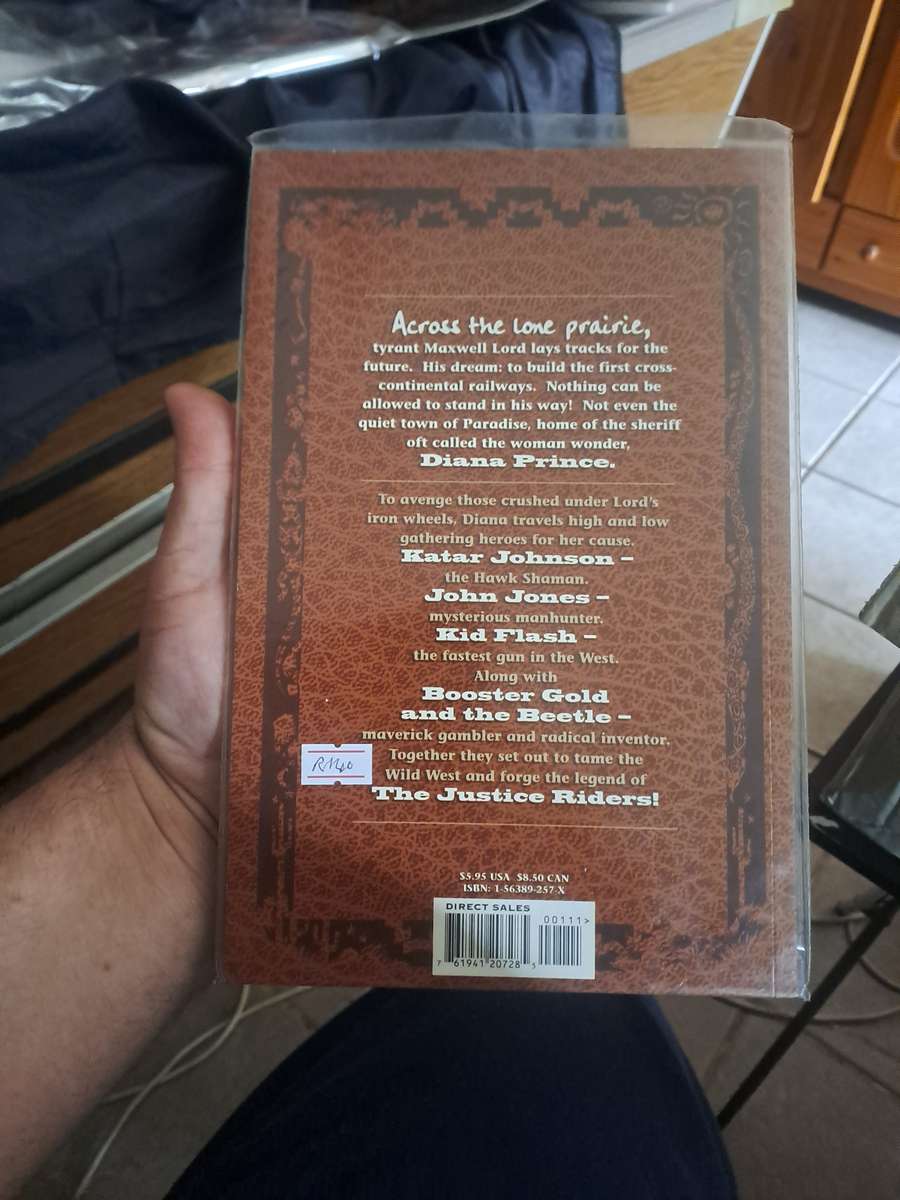 Across the lone prairie,
tyrant Maxwell Lord lays tracks for the
future. His dream: to build the first cross-
continental railways. Nothing can be
allowed to stand in his way! Not even the
quiet town of Paradise, home of the sheriff
oft called the woman wonder,
Diana Prince.
To avenge those crushed under Lord's
iron wheels, Diana travels high and low
gathering heroes for her cause.
Katar Johnson –
the Hawk Shaman.
John Jones –
mysterious manhunter.
Kid Flash –
the fastest gun in the West.
Along with
Booster Gold
and the Beetle –
maverick gambler and radical inventor.
Together they set out to tame the
Wild West and forge the legend of
The Justice Riders!
$5.95 USA $8.50 CAN
ISBN: 1-56389-257-X
DIRECT SALES
00111>
7 61941 20728 5